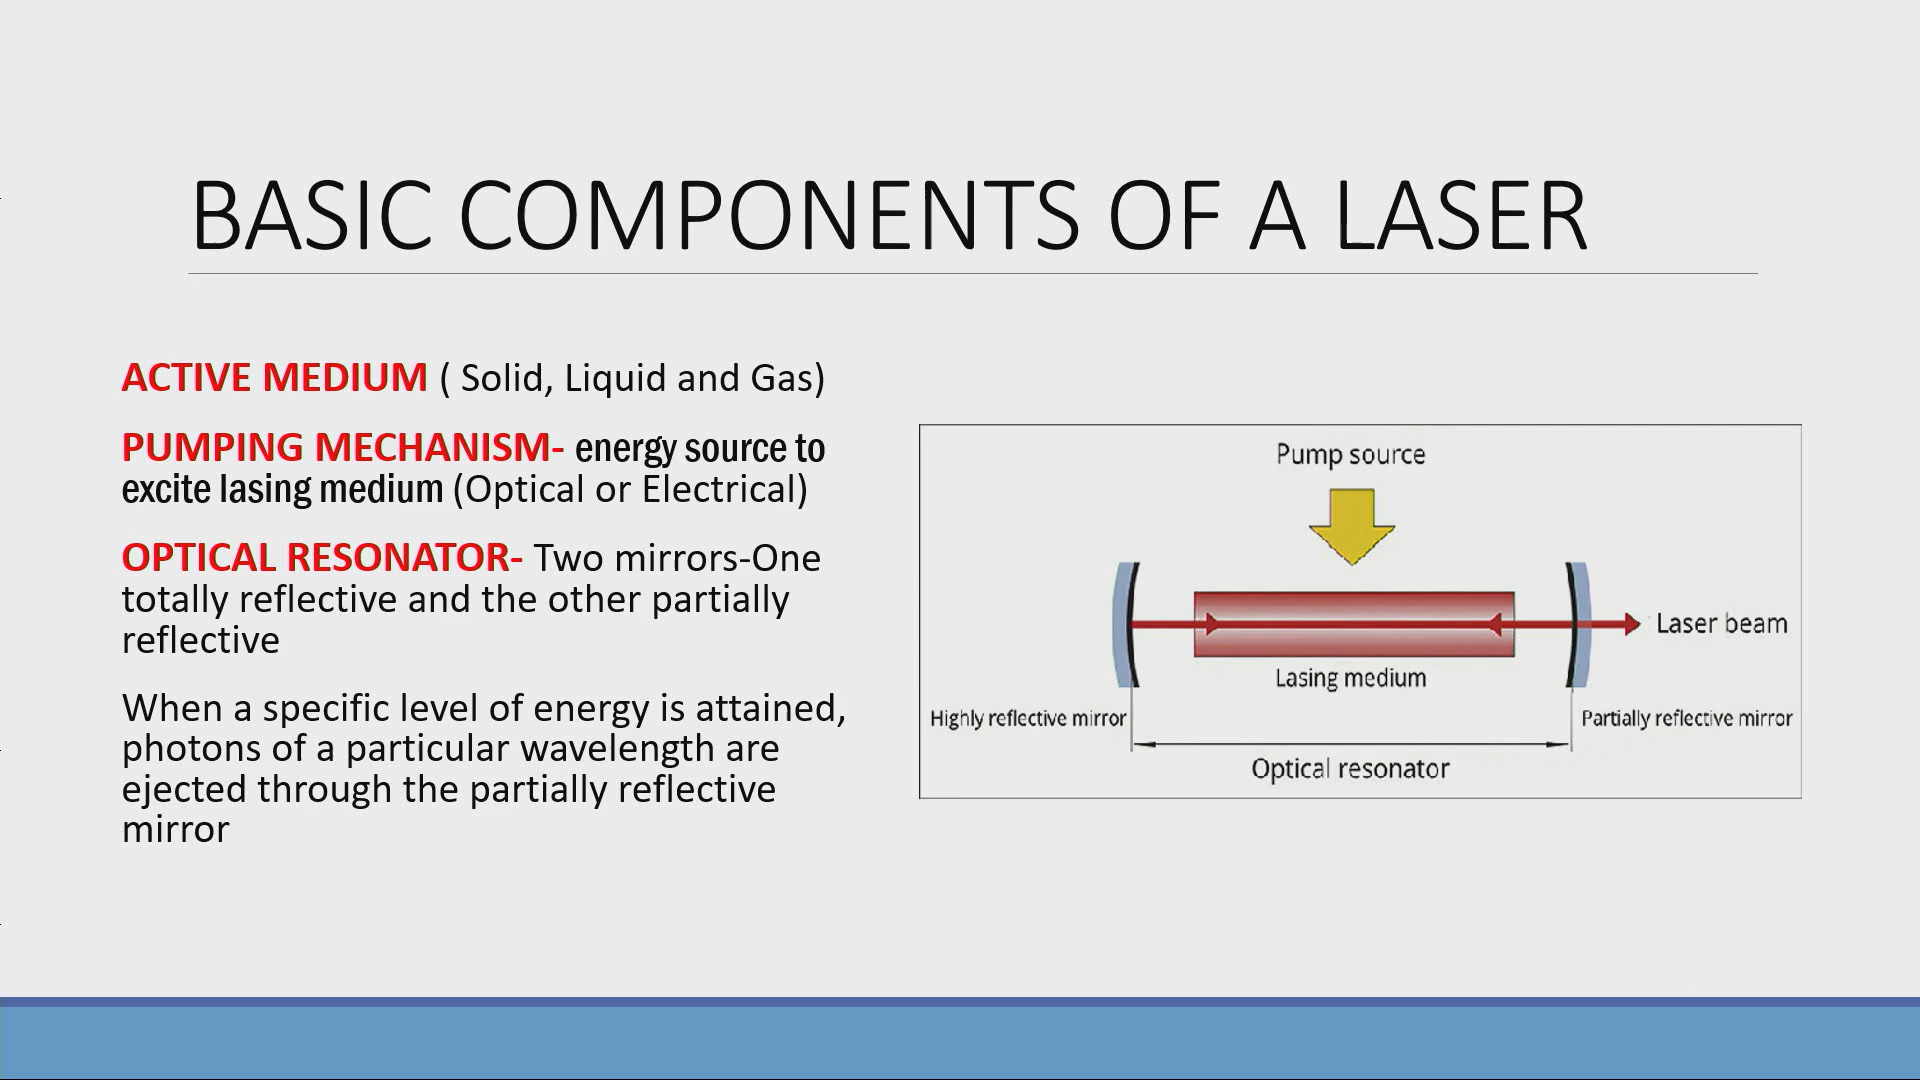 BASIC COMPONENTS OF A LASER
ACTIVE MEDIUM ( Solid, Liquid and Gas)
PUMPING MECHANISM- energy source to
excite lasing medium (Optical or Electrical)
OPTICAL RESONATOR- Two mirrors-One
totally reflective and the other partially
reflective
When a specific level of energy is attained,
photons of a particular wavelength are
ejected through the partially reflective
mirror
Pump source
Laser beam
Lasing medium
Highly reflective mirror
Partially reflective mirror
Optical resonator